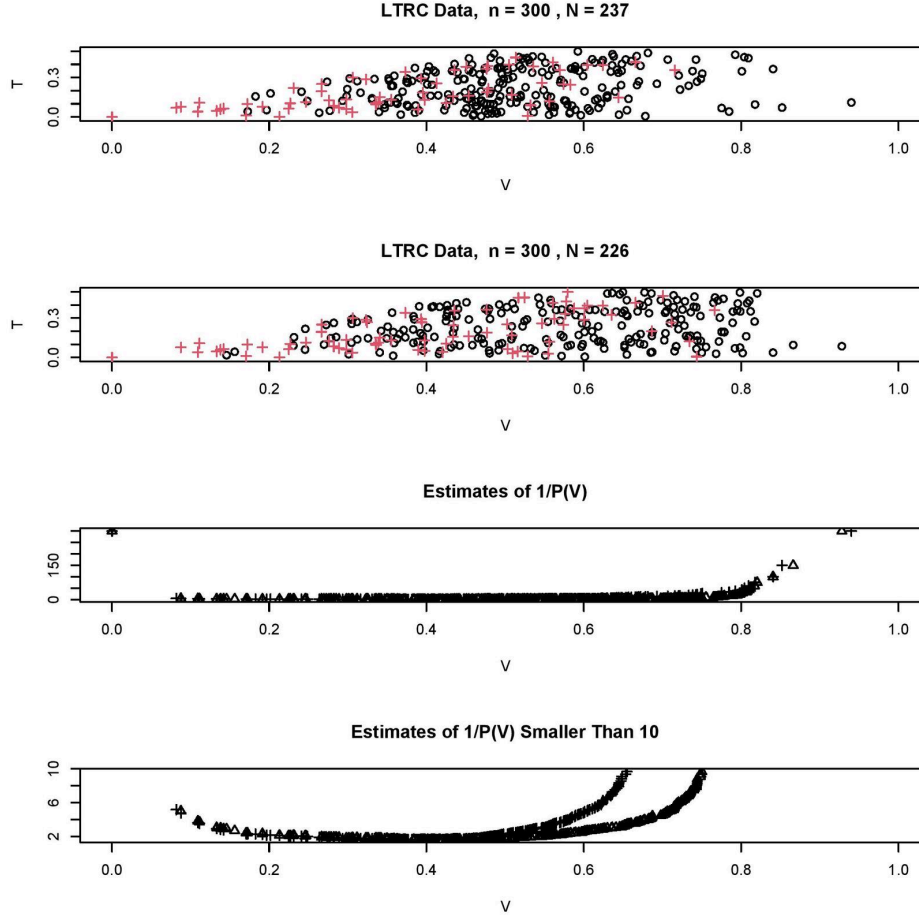 LTRC Data, n = 300 , N = 237
T
0.3
0.0
0.0 0.2 0.4 0.6 0.8 1.0
V
LTRC Data, n = 300 , N = 226
T
0.3
0.0
0.0 0.2 0.4 0.6 0.8 1.0
V
Estimates of 1/P(V)
150
0
0.0 0.2 0.4 0.6 0.8 1.0
V
Estimates of 1/P(V) Smaller Than 10
10
6
2
0.0 0.2 0.4 0.6 0.8 1.0
V